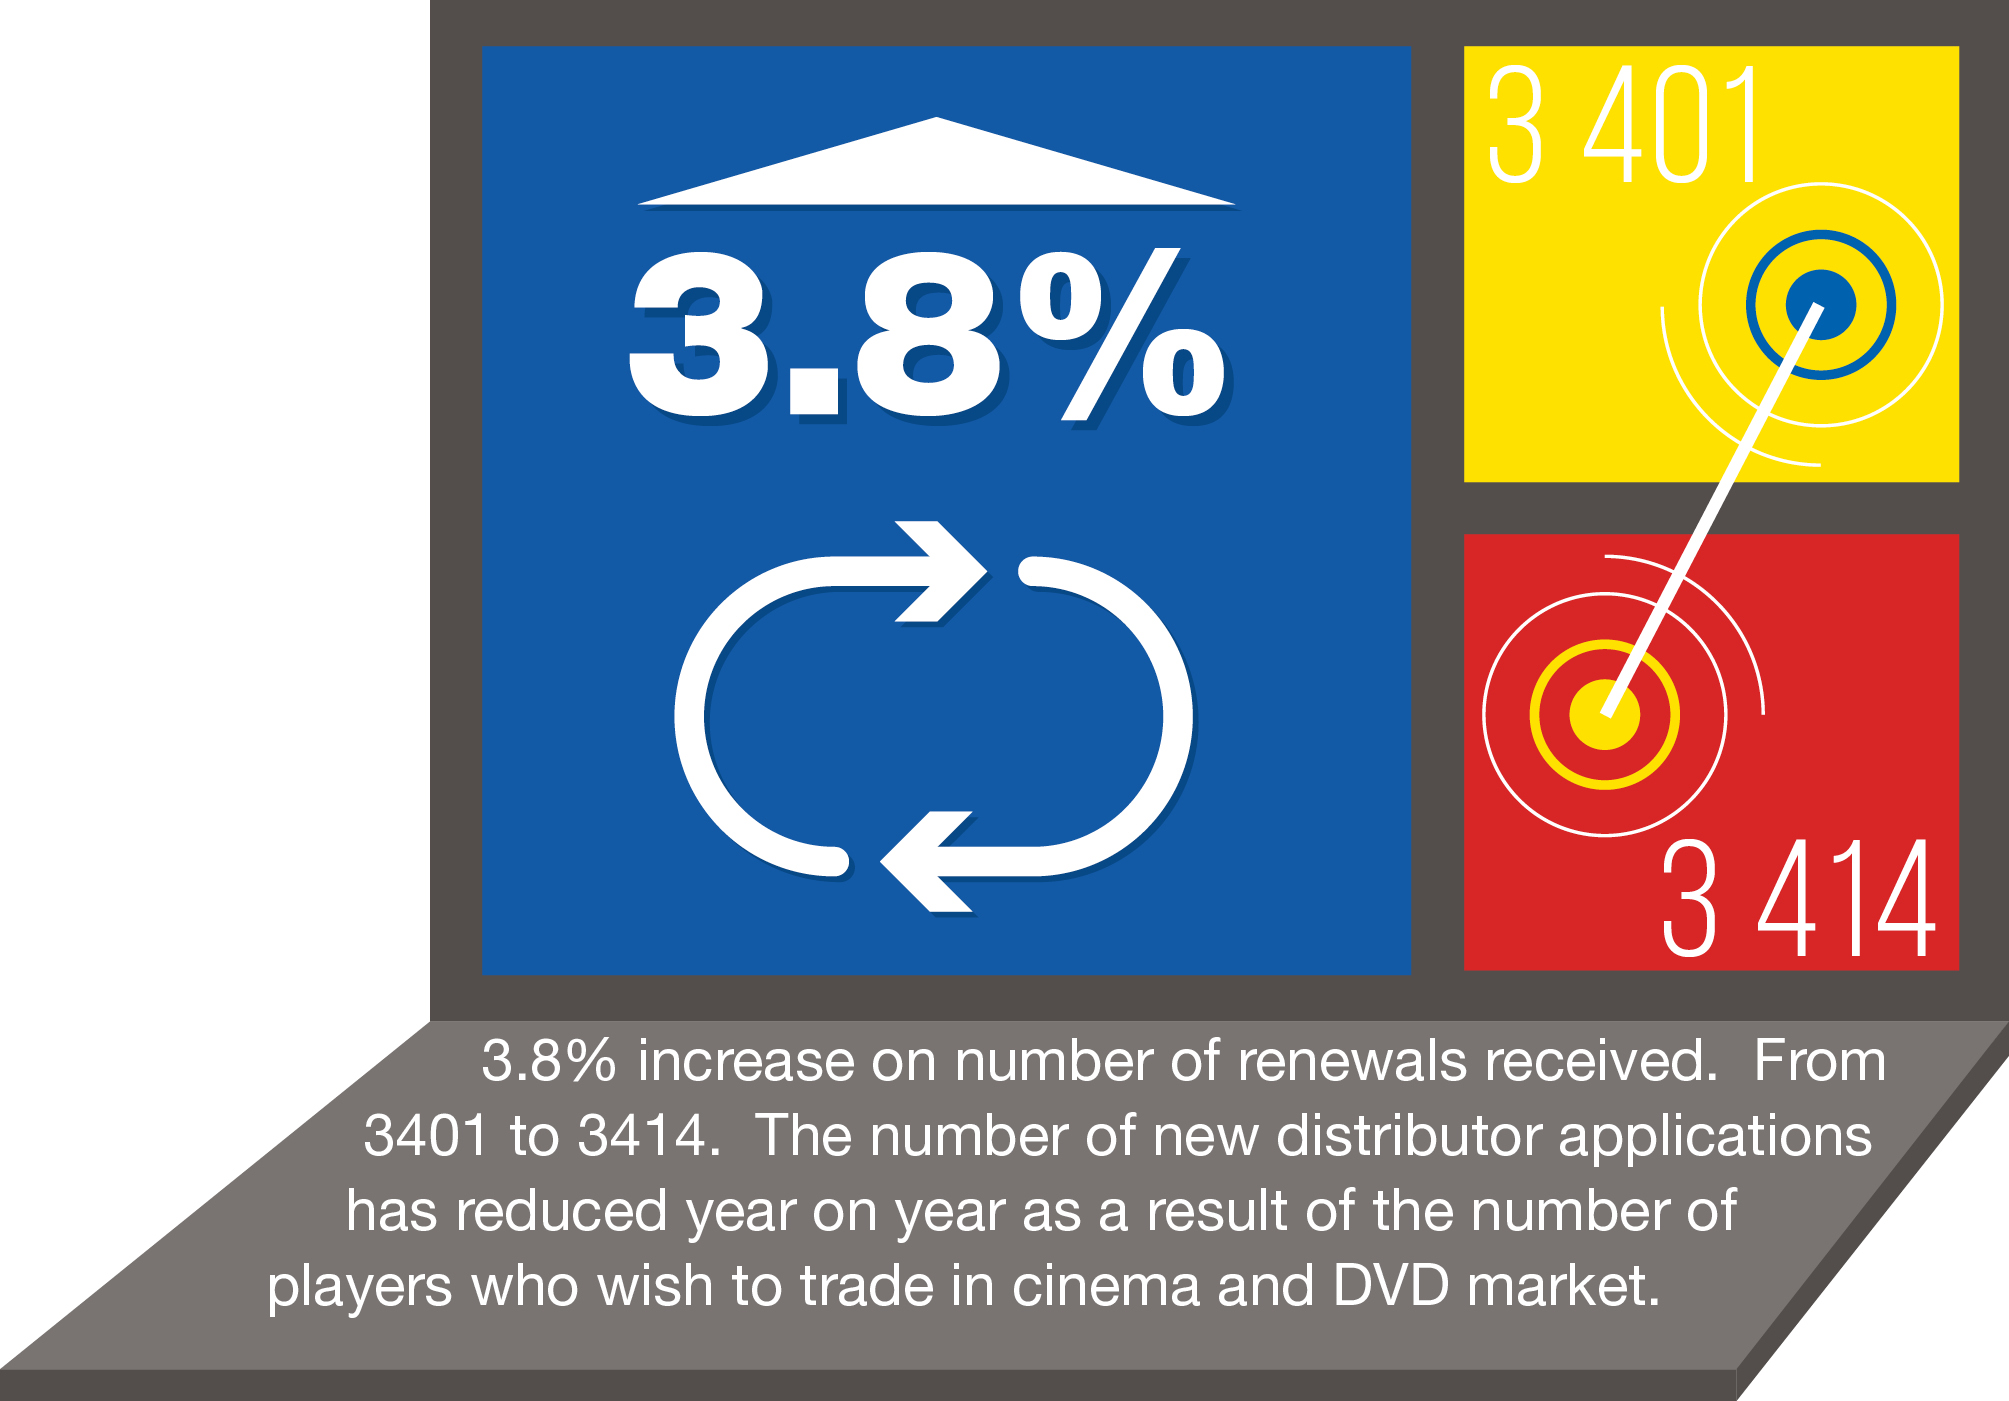 3.8%
3 401
3 414
3.8% increase on number of renewals received.  From
3401 to 3414.  The number of new distributor applications
has reduced year on year as a result of the number of
players who wish to trade in cinema and DVD market.